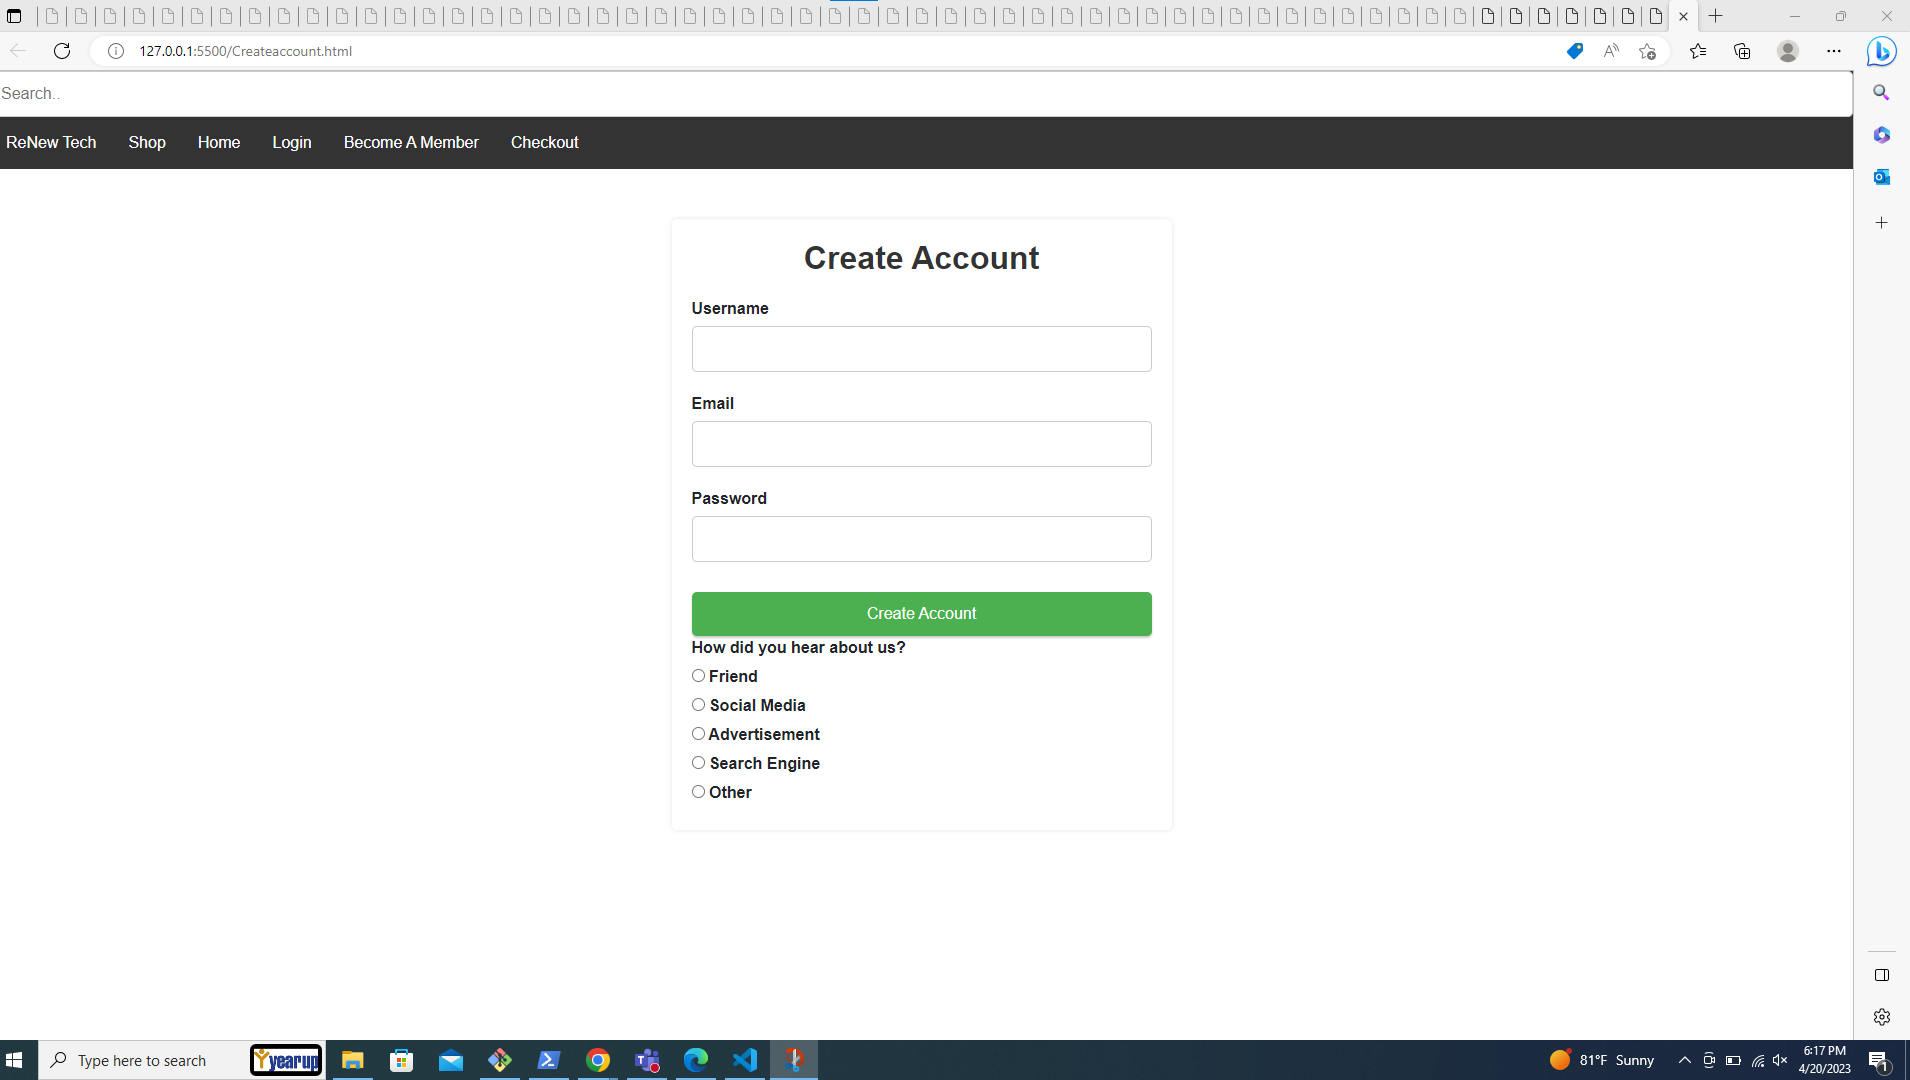 127.0.0.1:5500/Createaccount.html
Search..
ReNew Tech Shop Home Login Become A Member Checkout
Create Account
Username
Email
Password
Create Account
How did you hear about us?
Friend
Social Media
Advertisement
Search Engine
Other
Type here to search
yearup
81°F Sunny
6:17 PM
4/20/2023
1